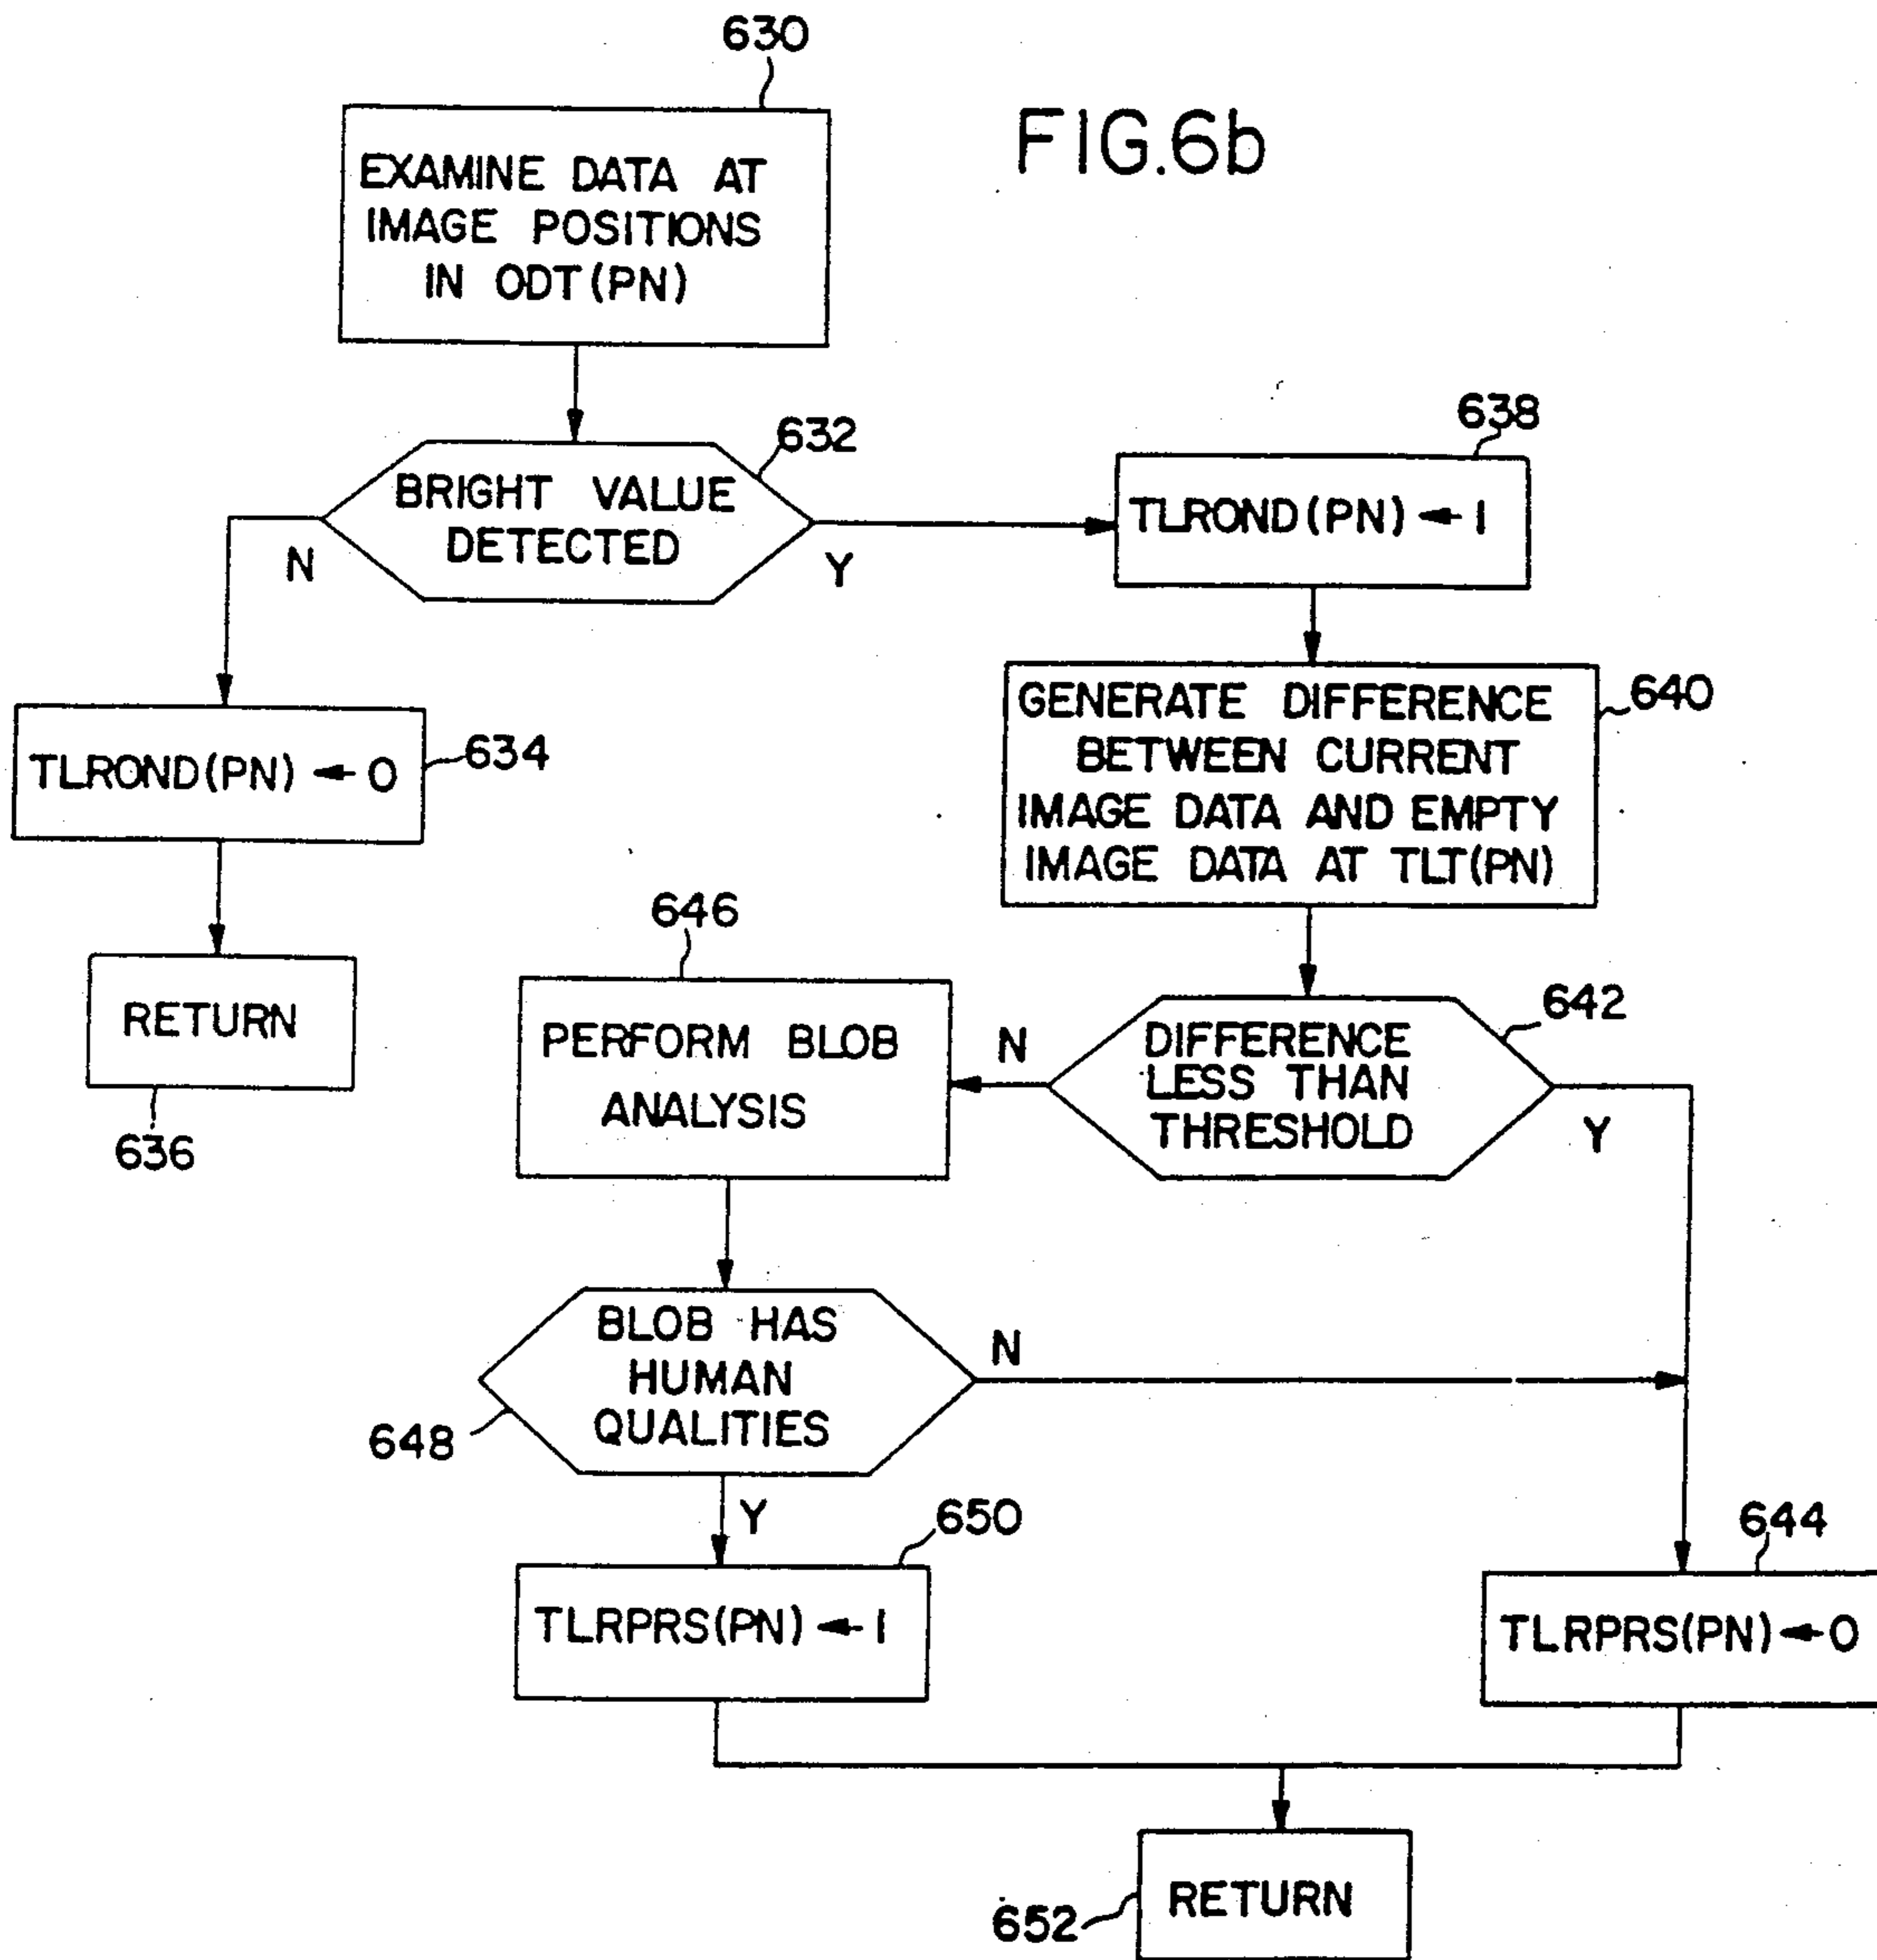 630
FIG.6b
EXAMINE DATA AT
IMAGE POSITIONS
IN ODT(PN)
632
BRIGHT VALUE
DETECTED
N
Y
638
TLROND(PN) ← 1
TLROND(PN) ← 0
634
RETURN
636
GENERATE DIFFERENCE
BETWEEN CURRENT
IMAGE DATA AND EMPTY
IMAGE DATA AT TLT(PN)
640
642
DIFFERENCE
LESS THAN
THRESHOLD
N
Y
646
PERFORM BLOB
ANALYSIS
BLOB HAS
HUMAN
QUALITIES
648
N
Y
650
TLRPRS(PN) ← 1
644
TLRPRS(PN) ← 0
RETURN
652